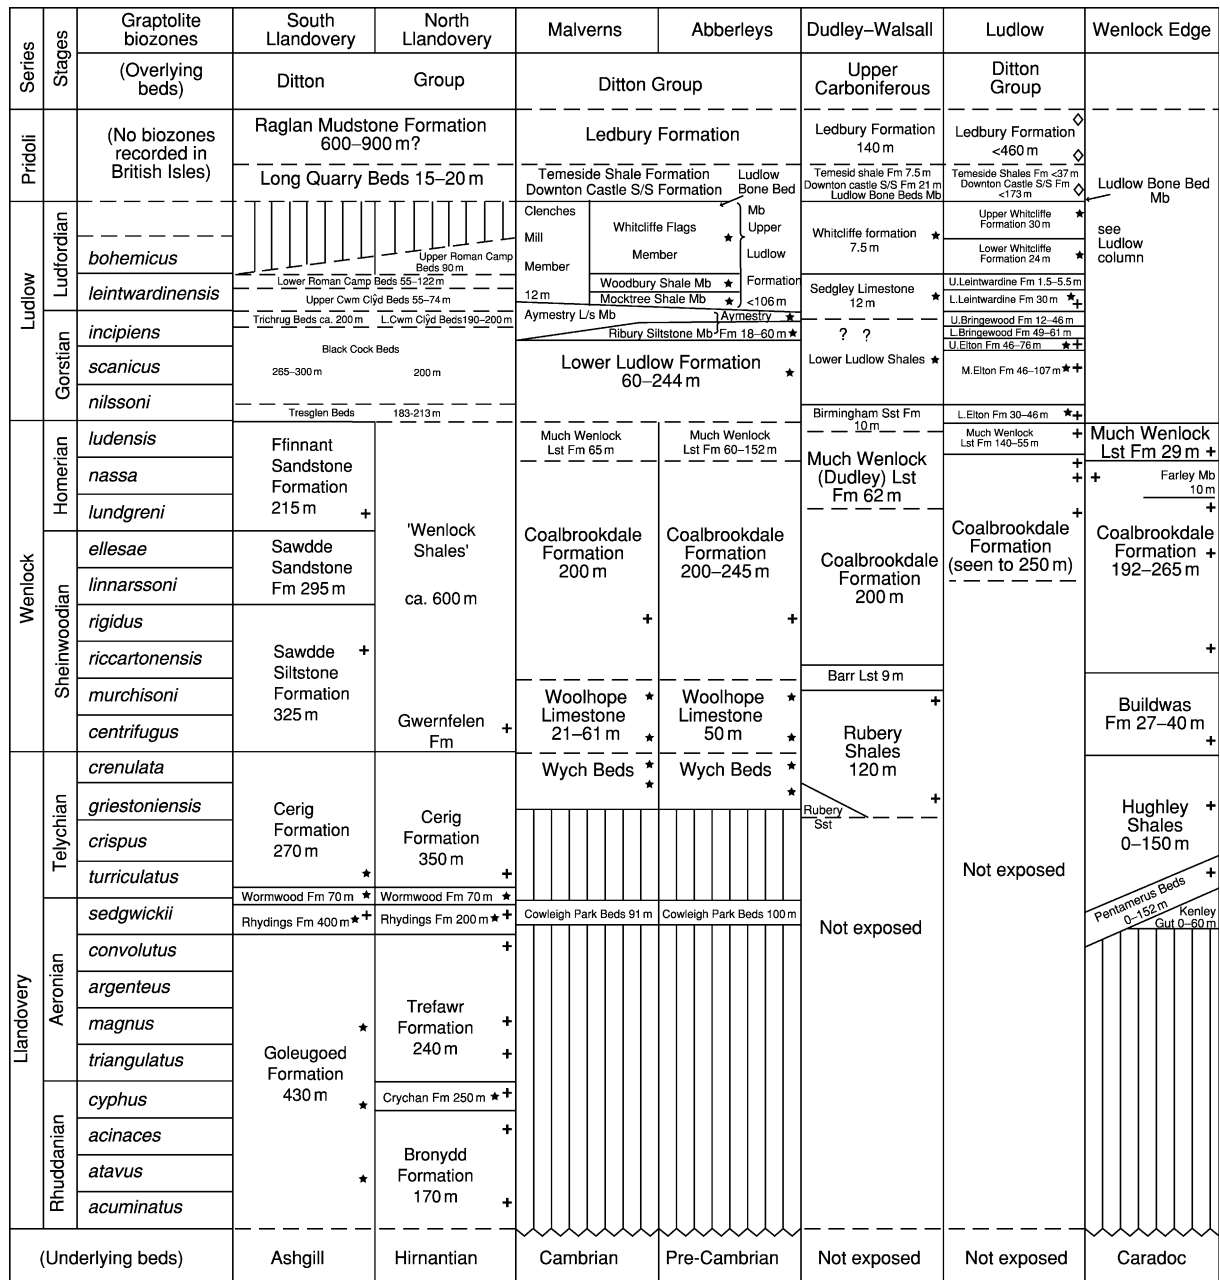 Series
Stages
Graptolite
biozones
South
Llandovery
North
Llandovery
Malverns
Abberleys
Dudley–Walsall
Ludlow
Wenlock Edge
(Overlying
beds)
Ditton
Group
Ditton Group
Upper
Carboniferous
Ditton
Group
Pridoli
(No biozones
recorded in
British Isles)
Raglan Mudstone Formation
600–900 m?
Long Quarry Beds 15–20 m
Ledbury Formation
Temeside Shale Formation
Downton Castle S/S Formation
Ludlow
Bone Bed
Mb
Ledbury Formation
140 m
Temesid shale Fm 7.5 m
Downton castle S/S Fm 21 m
Ludlow Bone Beds Mb
Ledbury Formation
<460 m
Temeside Shales Fm <37 m
Downton Castle S/S Fm
<173 m
Ludlow Bone Bed
Mb
see
Ludlow
column
Ludlow
Ludfordian
Gorstian
bohemicus
leintwardinensis
incipiens
scanicus
nilssoni
Upper Roman Camp
Beds 90 m
Lower Roman Camp Beds 55–122 m
Upper Cwm Clŷd Beds 55–74 m
Trichrug Beds ca. 200 m
L.Cwm Clŷd Beds190–200 m
Black Cock Beds
265–300 m
200 m
Tresglen Beds
183-213 m
Clenches
Mill
Member
12 m
Whitcliffe Flags
Member
Woodbury Shale Mb
Mocktree Shale Mb
Upper
Ludlow
Formation
<106 m
Aymestry L/s Mb
Aymestry
Ribury Siltstone Mb
Fm 18–60 m
Lower Ludlow Formation
60–244 m
Whitcliffe formation
7.5 m
Sedgley Limestone
12 m
? ?
Lower Ludlow Shales
Birmingham Sst Fm
10 m
Upper Whitcliffe
Formation 30 m
Lower Whitcliffe
Formation 24 m
U.Leintwardine Fm 1.5–5.5 m
L.Leintwardine Fm 30 m
U.Bringewood Fm 12–46 m
L.Bringewood Fm 49–61 m
U.Elton Fm 46–76 m
M.Elton Fm 46–107 m
L.Elton Fm 30–46 m
Wenlock
Homerian
Sheinwoodian
ludensis
nassa
lundgreni
ellesae
linnarssoni
rigidus
riccartonensis
murchisoni
centrifugus
Ffinnant
Sandstone
Formation
215 m
Sawdde
Sandstone
Fm 295 m
Sawdde
Siltstone
Formation
325 m
'Wenlock
Shales'
ca. 600 m
Gwernfelen
Fm
Much Wenlock
Lst Fm 65 m
Coalbrookdale
Formation
200 m
Woolhope
Limestone
21–61 m
Much Wenlock
Lst Fm 60–152 m
Coalbrookdale
Formation
200–245 m
Woolhope
Limestone
50 m
Much Wenlock
(Dudley) Lst
Fm 62 m
Coalbrookdale
Formation
200 m
Barr Lst 9 m
Rubery
Shales
120 m
Rubery
Sst
Much Wenlock
Lst Fm 140–55 m
Coalbrookdale
Formation
(seen to 250 m)
Much Wenlock
Lst Fm 29 m
Farley Mb
10 m
Coalbrookdale
Formation
192–265 m
Buildwas
Fm 27–40 m
Llandovery
Telychian
Aeronian
Rhuddanian
crenulata
griestoniensis
crispus
turriculatus
sedgwickii
convolutus
argenteus
magnus
triangulatus
cyphus
acinaces
atavus
acuminatus
Cerig
Formation
270 m
Wormwood Fm 70 m
Rhydings Fm 400 m
Goleugoed
Formation
430 m
Cerig
Formation
350 m
Wormwood Fm 70 m
Rhydings Fm 200 m
Trefawr
Formation
240 m
Crychan Fm 250 m
Bronydd
Formation
170 m
Wych Beds
Cowleigh Park Beds 91 m
Wych Beds
Cowleigh Park Beds 100 m
Not exposed
Not exposed
Hughley
Shales
0–150 m
Pentamerus Beds
0–152 m
Kenley
Gut 0–60 m
(Underlying beds)
Ashgill
Hirnantian
Cambrian
Pre-Cambrian
Not exposed
Not exposed
Caradoc